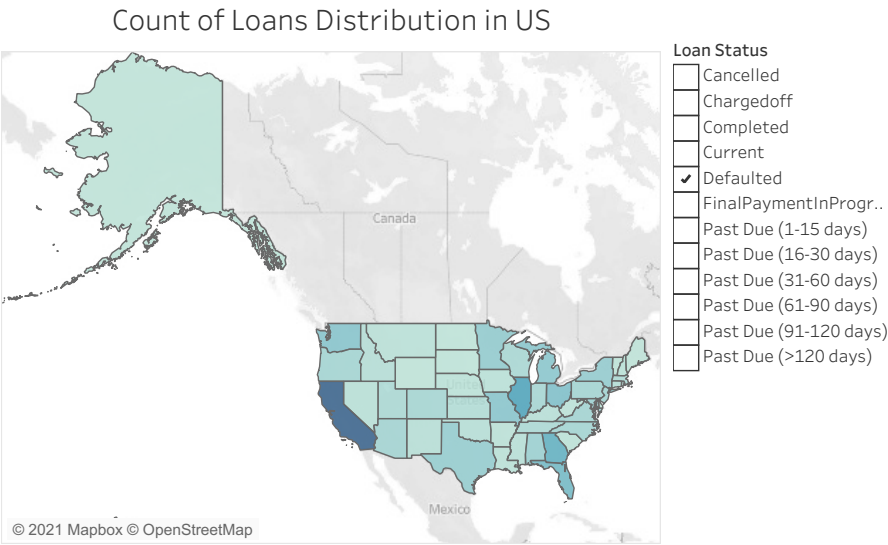 Count of Loans Distribution in US
Loan Status
Cancelled
Chargedoff
Completed
Current
Defaulted
FinalPaymentInProgr..
Past Due (1-15 days)
Past Due (16-30 days)
Past Due (31-60 days)
Past Due (61-90 days)
Past Due (91-120 days)
Past Due (>120 days)
Canada
United
States
Mexico
© 2021 Mapbox © OpenStreetMap